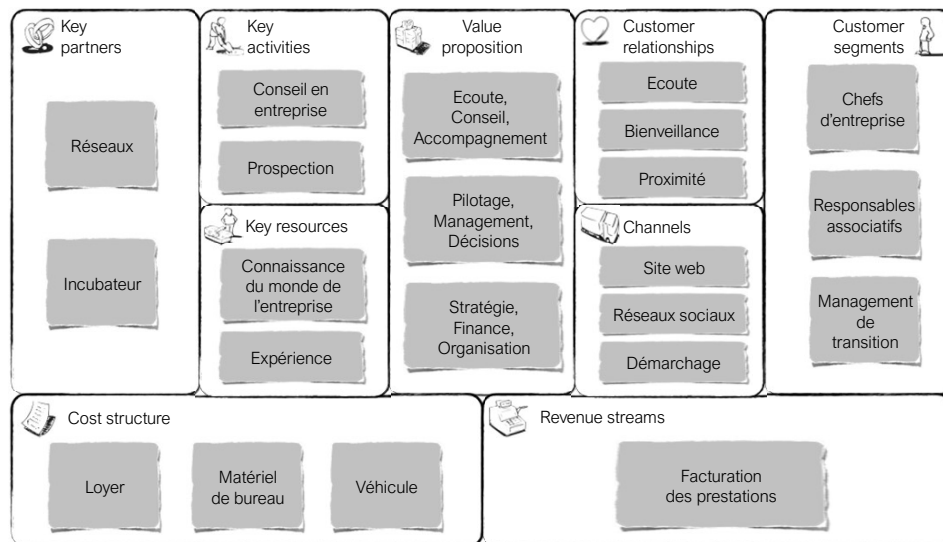 Key
partners
Réseaux
Incubateur
Key
activities
Conseil en
entreprise
Prospection
Key resources
Connaissance
du monde de
l'entreprise
Expérience
Value
proposition
Ecoute,
Conseil,
Accompagnement
Pilotage,
Management,
Décisions
Stratégie,
Finance,
Organisation
Customer
relationships
Ecoute
Bienveillance
Proximité
Channels
Site web
Réseaux sociaux
Démarchage
Customer
segments
Chefs
d'entreprise
Responsables
associatifs
Management
de
transition
Cost structure
Loyer
Matériel
de bureau
Véhicule
Revenue streams
Facturation
des prestations